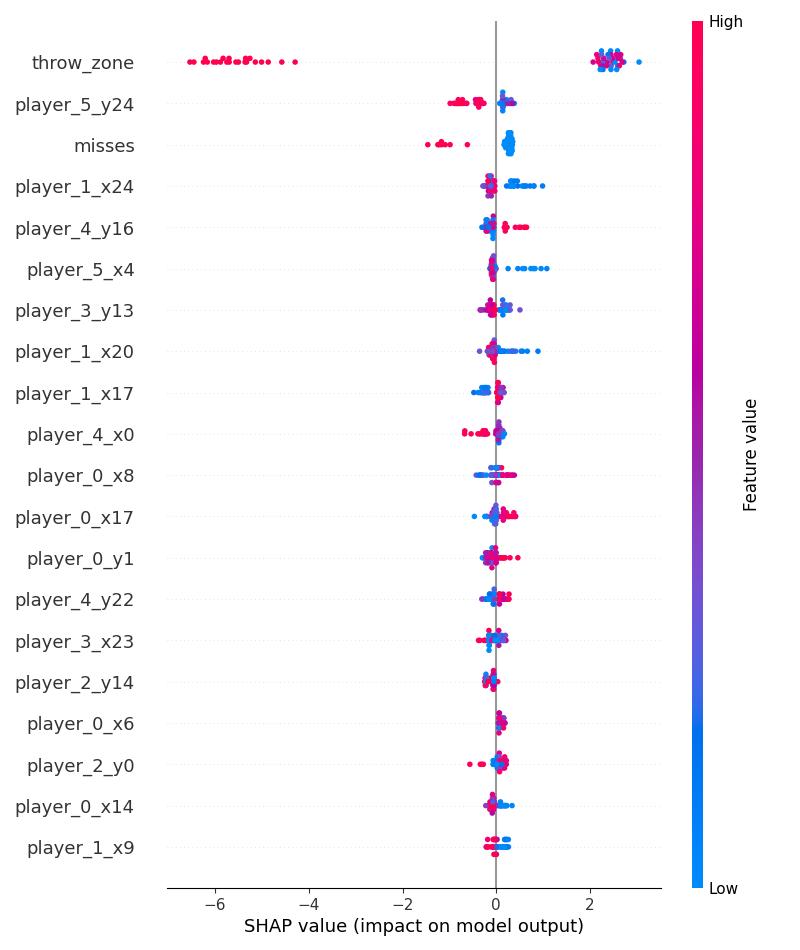 High
throw_zone
player_5_y24
misses
player_1_x24
player_4_y16
player_5_x4
player_3_y13
player_1_x20
player_1_x17
player_4_x0
player_0_x8
player_0_x17
player_0_y1
player_4_y22
player_3_x23
player_2_y14
player_0_x6
player_2_y0
player_0_x14
player_1_x9
Feature value
Low
−6 −4 −2 0 2
SHAP value (impact on model output)